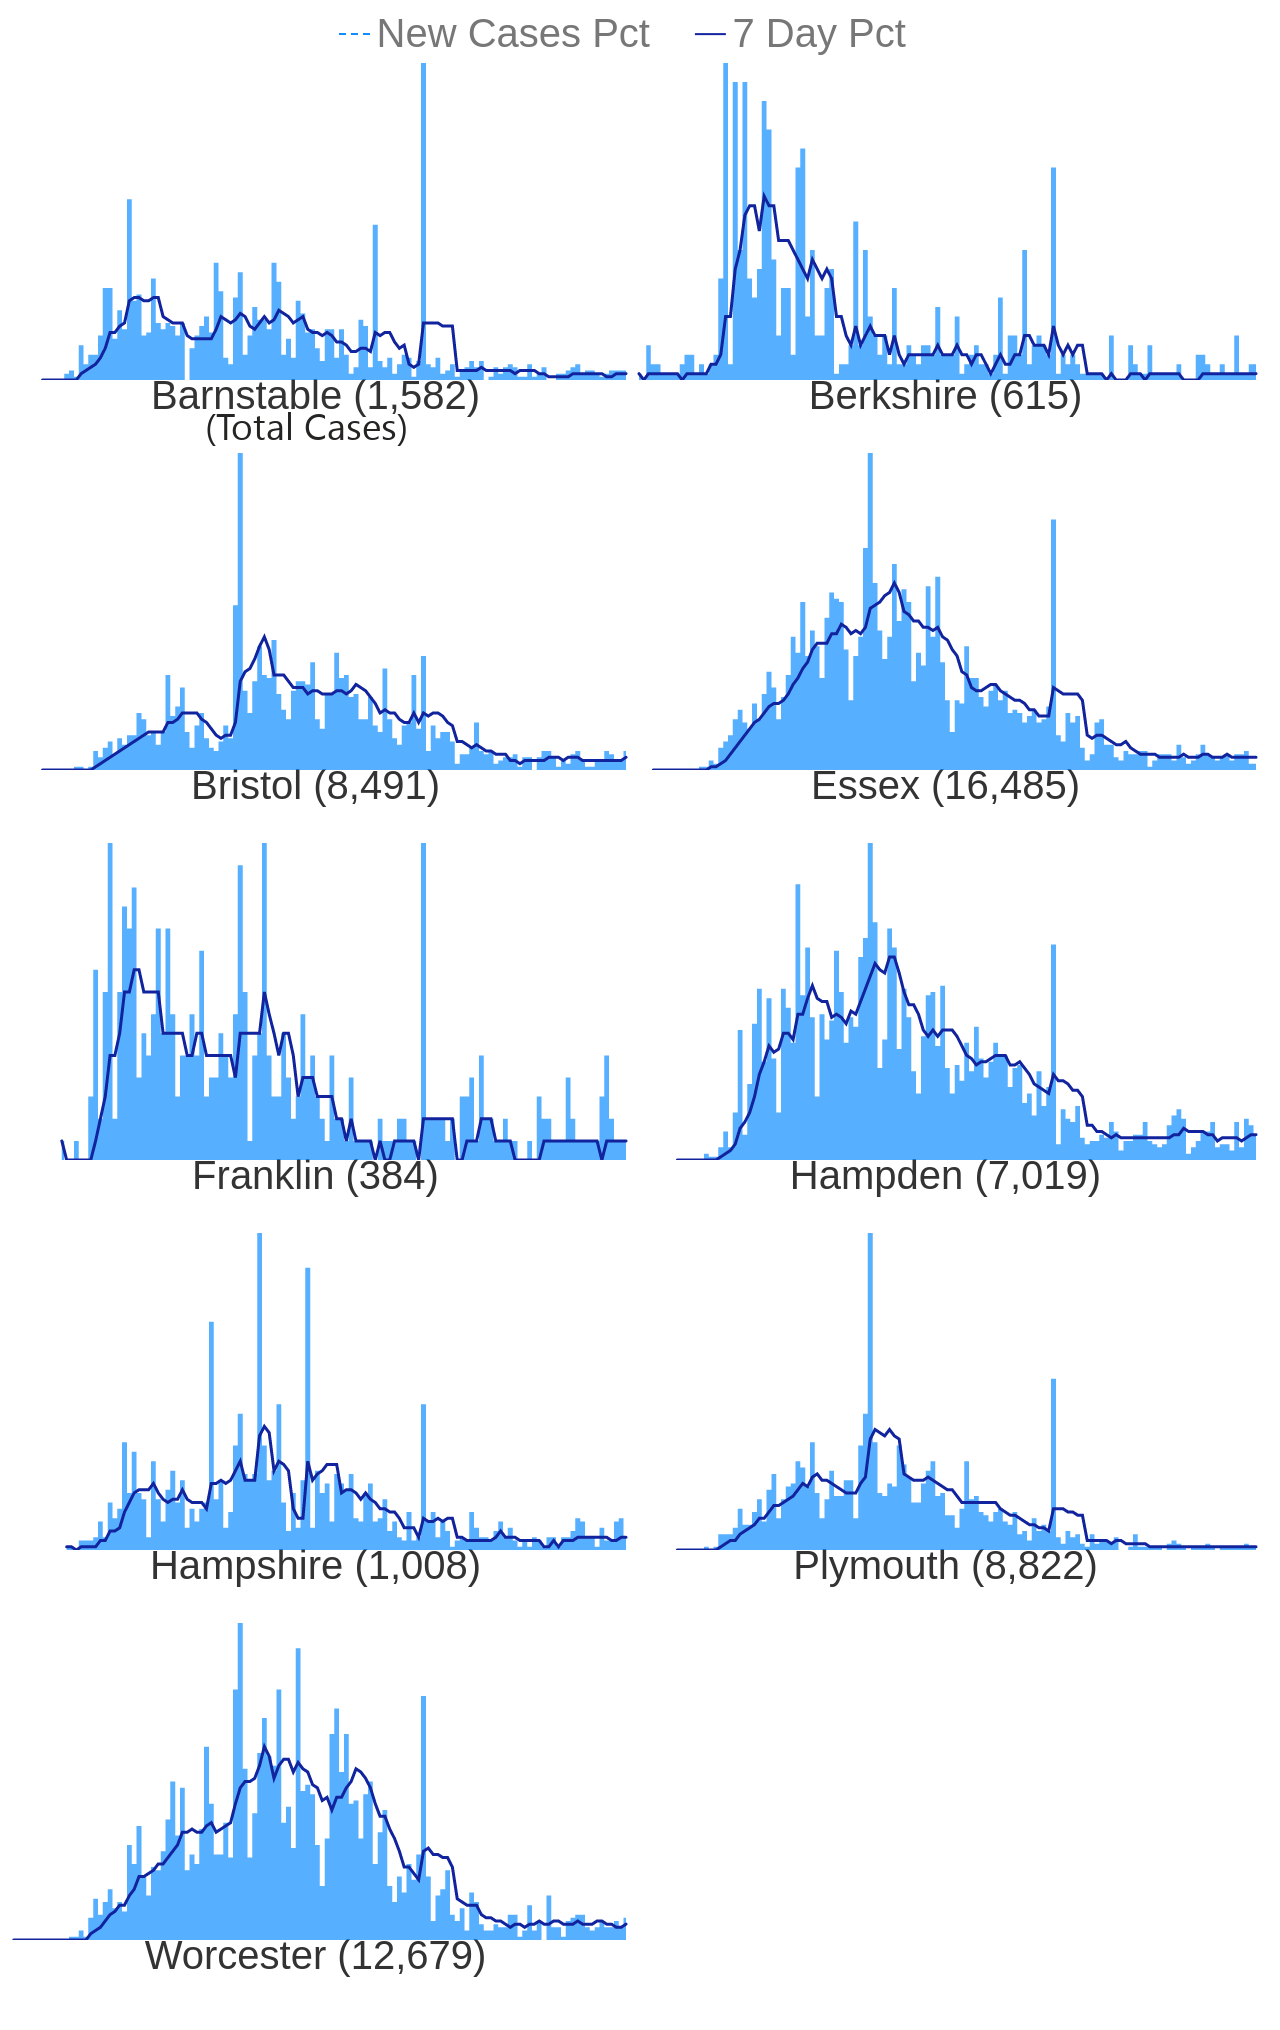 New Cases Pct 7 Day Pct
Barnstable (1,582) Berkshire (615)
(Total Cases)
Bristol (8,491) Essex (16,485)
Franklin (384) Hampden (7,019)
Hampshire (1,008) Plymouth (8,822)
Worcester (12,679)